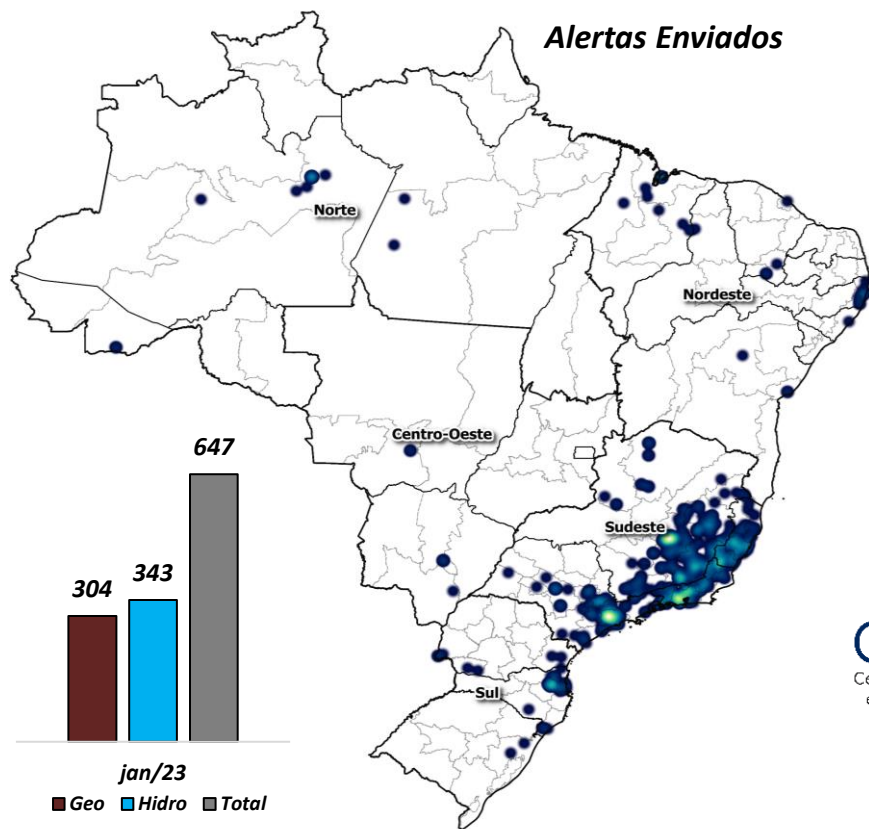 Alertas Enviados
Norte
Nordeste
Centro-Oeste
Sudeste
Sul
647
304
343
jan/23
Geo Hidro Total